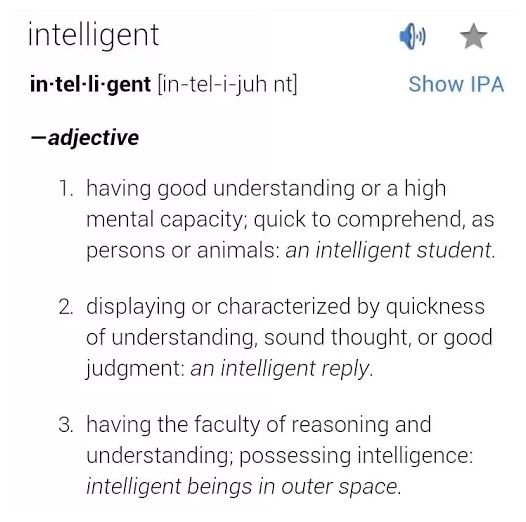 intelligent
in·tel·li·gent [in-tel-i-juh nt]
Show IPA
—adjective
1. having good understanding or a high
mental capacity; quick to comprehend, as
persons or animals: an intelligent student.
2. displaying or characterized by quickness
of understanding, sound thought, or good
judgment: an intelligent reply.
3. having the faculty of reasoning and
understanding; possessing intelligence:
intelligent beings in outer space.